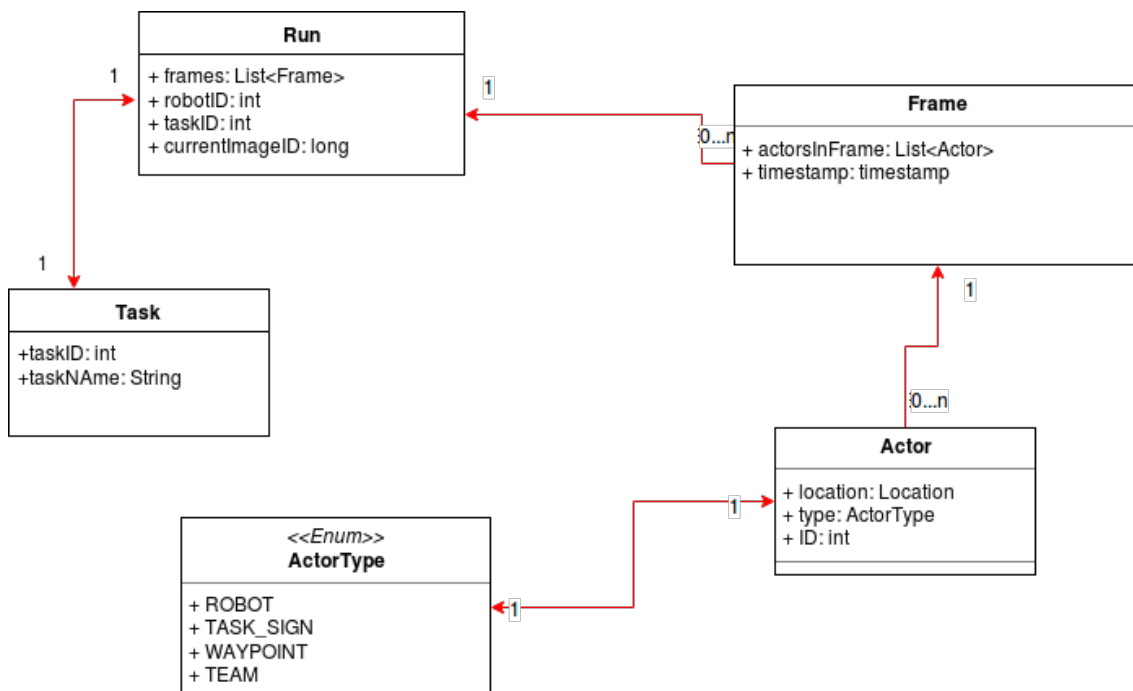 Run
+ frames: List<Frame>
+ robotID: int
+ taskID: int
+ currentImageID: long
1
1
1
0...n
Frame
+ actorsInFrame: List<Actor>
+ timestamp: timestamp
Task
+taskID: int
+taskNAme: String
1
0...n
Actor
+ location: Location
+ type: ActorType
+ ID: int
1
1
<<Enum>>
ActorType
+ ROBOT
+ TASK_SIGN
+ WAYPOINT
+ TEAM